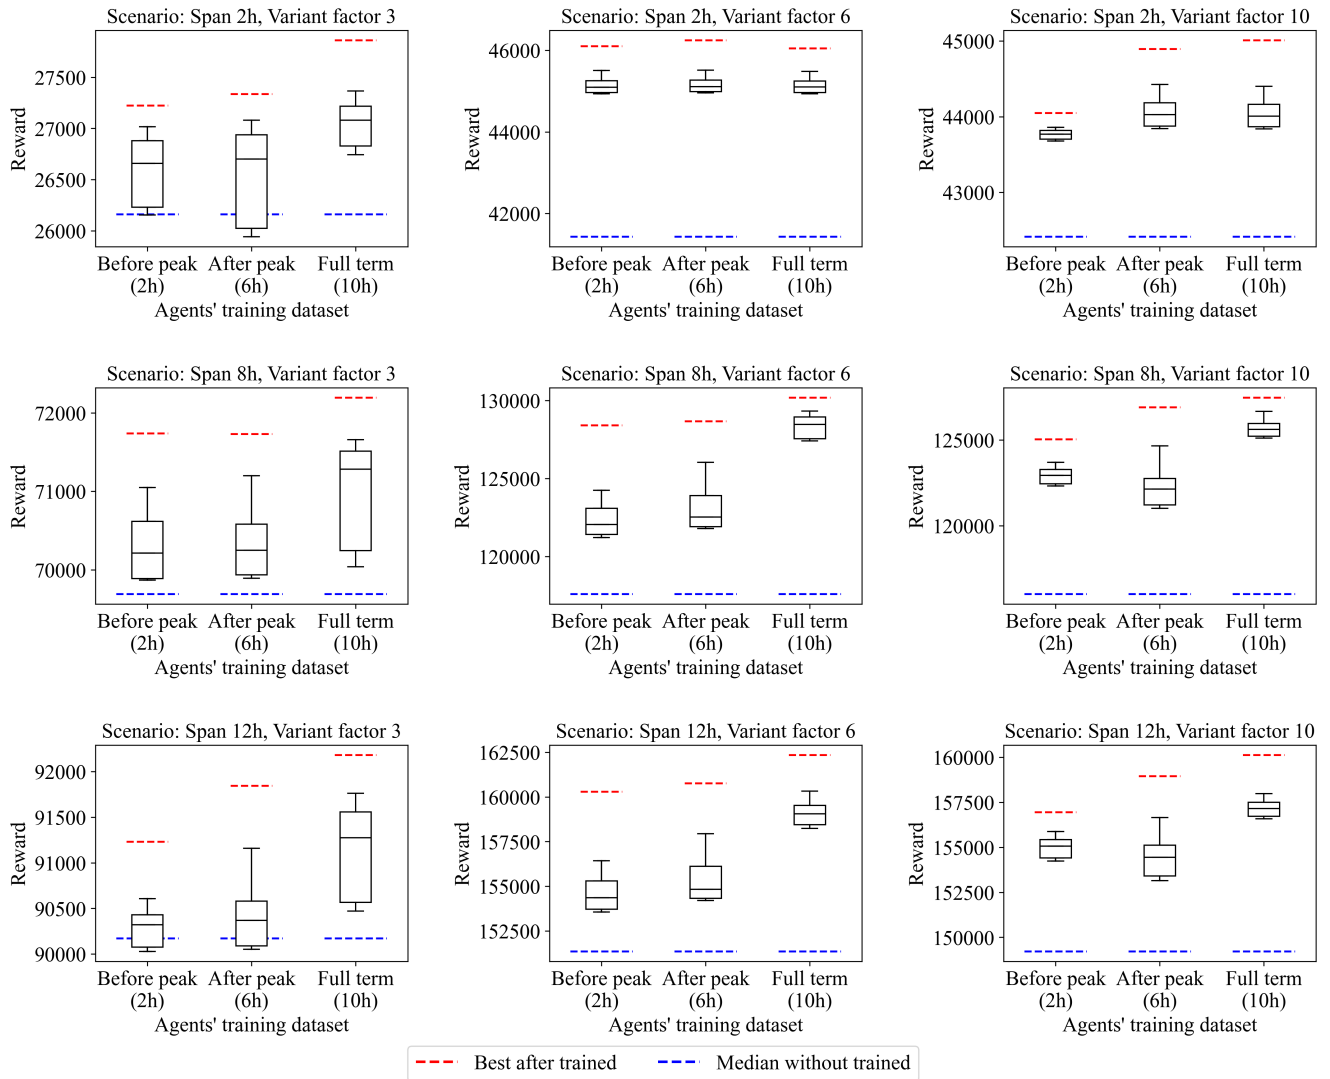 Scenario: Span 2h, Variant factor 3
Reward
27500
27000
26500
26000
Before peak After peak Full term
(2h) (6h) (10h)
Agents' training dataset
Scenario: Span 2h, Variant factor 6
Reward
46000
44000
42000
Before peak After peak Full term
(2h) (6h) (10h)
Agents' training dataset
Scenario: Span 2h, Variant factor 10
Reward
45000
44000
43000
Before peak After peak Full term
(2h) (6h) (10h)
Agents' training dataset
Scenario: Span 8h, Variant factor 3
Reward
72000
71000
70000
Before peak After peak Full term
(2h) (6h) (10h)
Agents' training dataset
Scenario: Span 8h, Variant factor 6
Reward
130000
125000
120000
Before peak After peak Full term
(2h) (6h) (10h)
Agents' training dataset
Scenario: Span 8h, Variant factor 10
Reward
125000
120000
Before peak After peak Full term
(2h) (6h) (10h)
Agents' training dataset
Scenario: Span 12h, Variant factor 3
Reward
92000
91500
91000
90500
90000
Before peak After peak Full term
(2h) (6h) (10h)
Agents' training dataset
Scenario: Span 12h, Variant factor 6
Reward
162500
160000
157500
155000
152500
Before peak After peak Full term
(2h) (6h) (10h)
Agents' training dataset
Scenario: Span 12h, Variant factor 10
Reward
160000
157500
155000
152500
150000
Before peak After peak Full term
(2h) (6h) (10h)
Agents' training dataset
Best after trained Median without trained